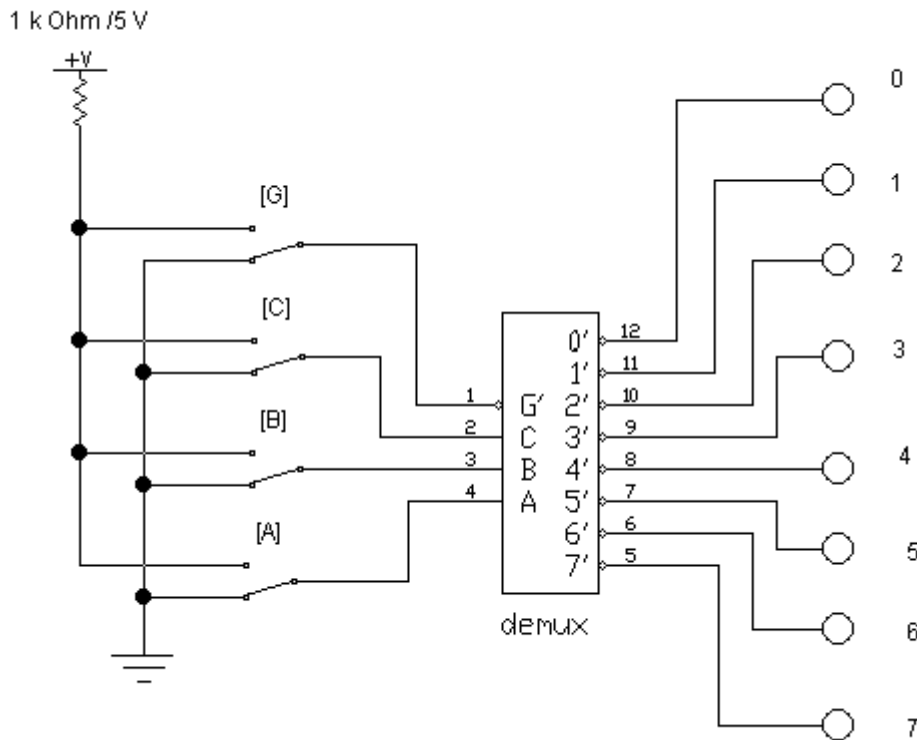 1 k Ohm /5 V
+V
0
1
[G]
2
[C]
0' 12
3
1' 11
1 G' 2' 10
[B]
2 C 3' 9
3 B 4' 8
4
4 A 5' 7
[A]
6' 6
5
7' 5
demux
6
7